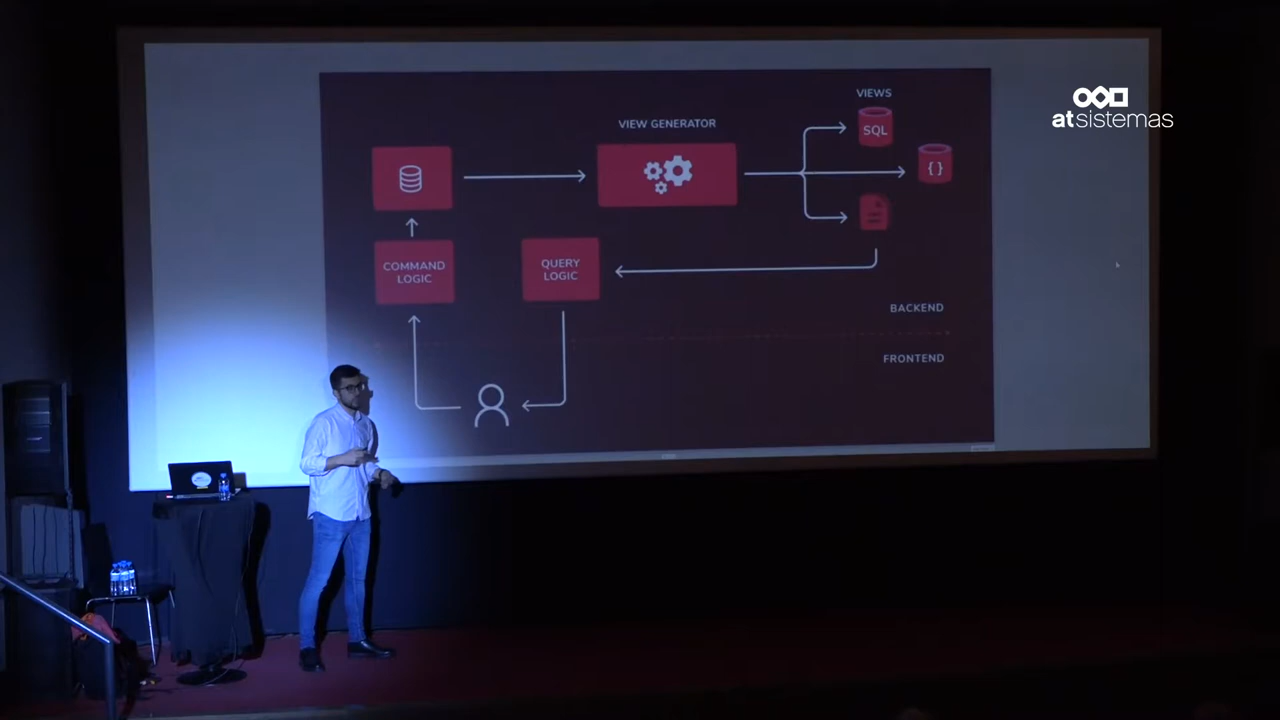 VIEWS
atsistemas
VIEW GENERATOR
SQL
{ }
COMMAND
LOGIC
QUERY
LOGIC
BACKEND
FRONTEND